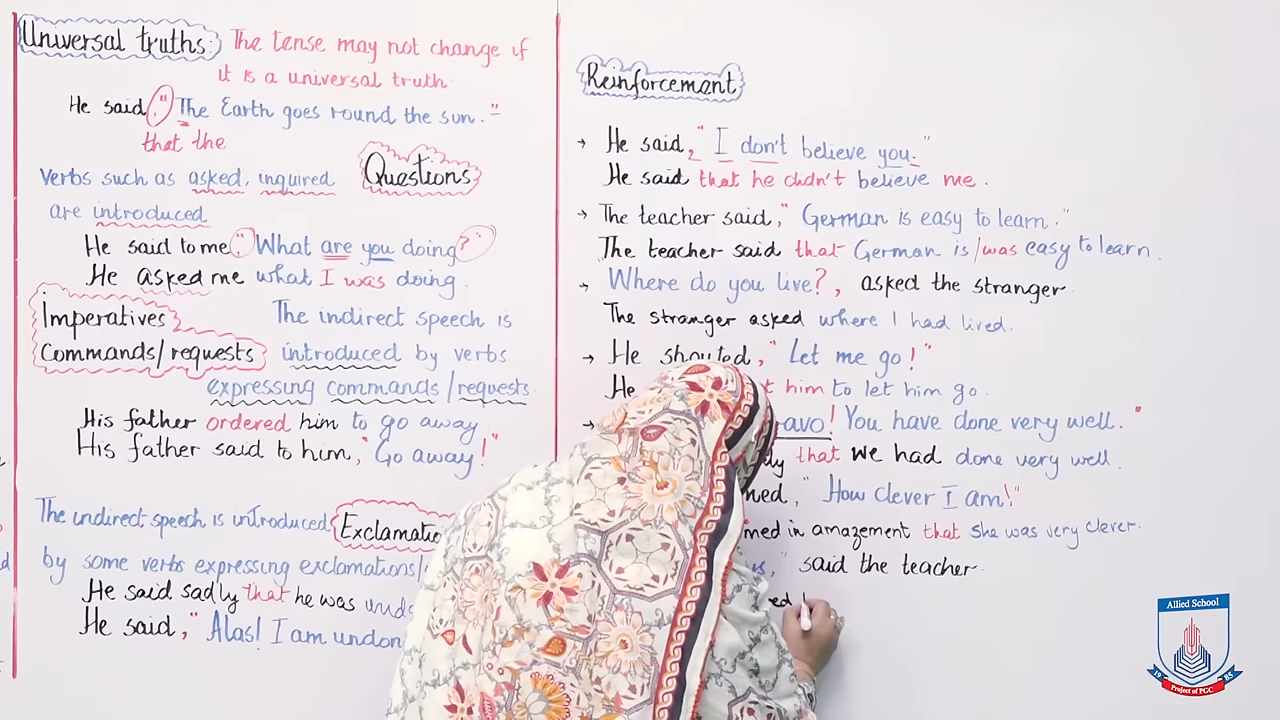 Universal truths. The tense may not change if
it is a universal truth
He said, "The Earth goes round the sun."
that the
verbs such as asked, inquired Questions
are introduced
He said to me, "What are you doing?"
He asked me what I was doing.
Imperatives The indirect speech is
Commands/requests introduced by verbs
expressing commands/requests.
His father ordered him to go away
His father said to him, "Go away!"
The indirect speech is introduced
by some verbs expressing exclamations/
He said sadly that he was
He said, "Alas! I am
Reinforcement
→ He said, "I don't believe you."
He said that he didn't believe me.
→ The teacher said, "German is easy to learn."
The teacher said that German is/was easy to learn.
→ Where do you live?, asked the stranger
The stranger asked where I had lived.
→ He shouted, "Let me go!"
He him to let him go.
→ You have done very well."
that we had done very well.
"How clever I am!"
in amazement that she was very clever.
" said the teacher
Allied School
19 85
Project of PGC